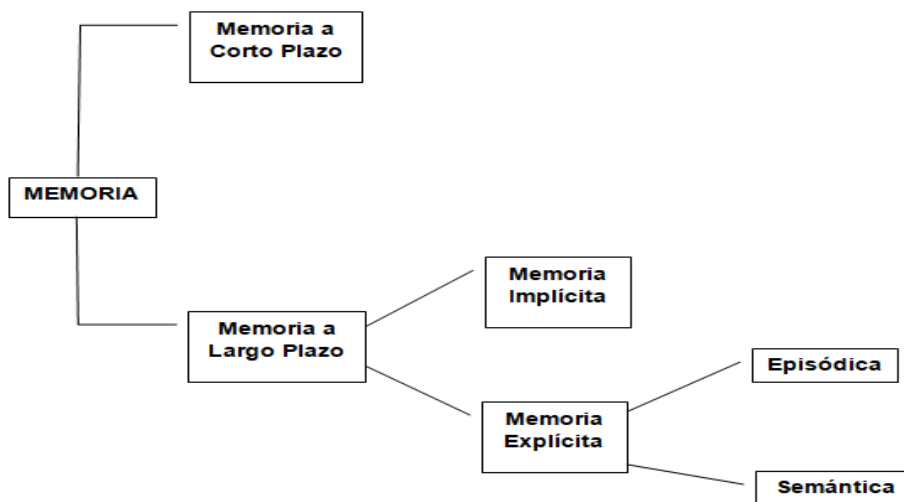 Memoria a
Corto Plazo
MEMORIA
Memoria
Implícita
Memoria a
Largo Plazo
Episódica
Memoria
Explícita
Semántica